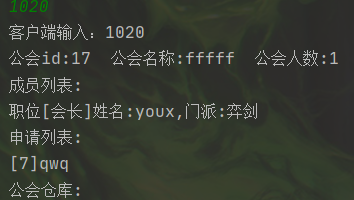 1020
客户端输入：1020
公会id:17  公会名称:fffff  公会人数:1
成员列表:
职位[会长]姓名:youx,门派:弈剑
申请列表:
[7]qwq
公会仓库: